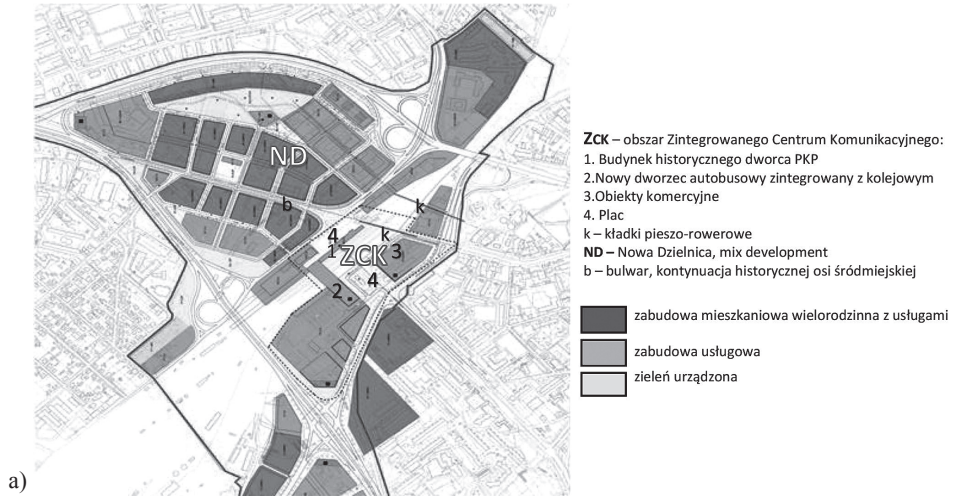 ND
b
k
k
4
1
ZCK
3
4
2
ZCK – obszar Zintegrowanego Centrum Komunikacyjnego:
1. Budynek historycznego dworca PKP
2.Nowy dworzec autobusowy zintegrowany z kolejowym
3.Obiekty komercyjne
4. Plac
k – kładki pieszo-rowerowe
ND – Nowa Dzielnica, mix development
b – bulwar, kontynuacja historycznej osi śródmiejskiej
zabudowa mieszkaniowa wielorodzinna z usługami
zabudowa usługowa
zieleń urządzona
a)